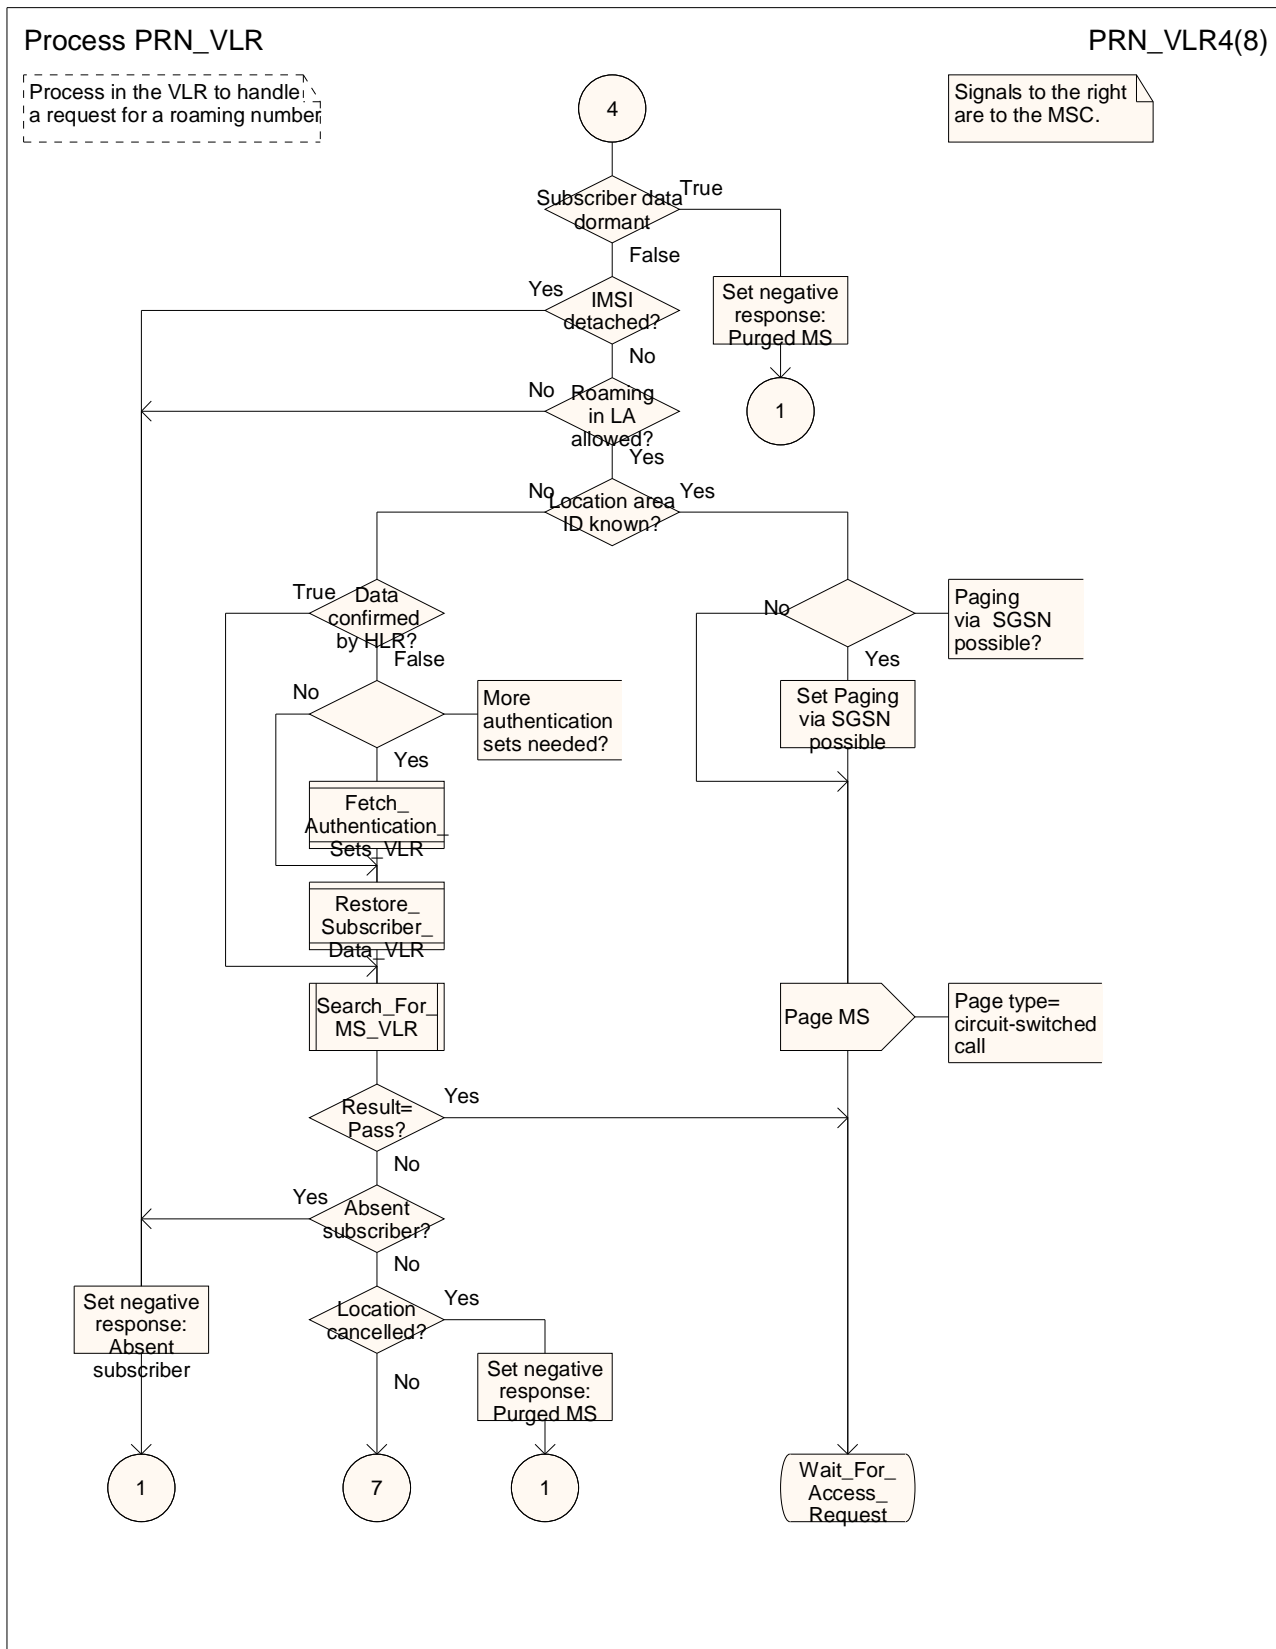 Process PRN_VLR
PRN_VLR4(8)
Process in the VLR to handle
a request for a roaming number
4
Signals to the right
are to the MSC.
Subscriber data
dormant
True
False
Yes
IMSI
detached?
Set negative
response:
Purged MS
No
No
Roaming
in LA
allowed?
1
Yes
No
Location area
ID known?
Yes
True
Data
confirmed
by HLR?
No
Paging
via SGSN
possible?
False
Yes
No
More
authentication
sets needed?
Set Paging
via SGSN
possible
Yes
Fetch_
Authentication_
Sets_VLR
Restore_
Subscriber_
Data_VLR
Search_For_
MS_VLR
Page MS
Page type=
circuit-switched
call
Result=
Pass?
Yes
No
Yes
Absent
subscriber?
No
Set negative
response:
Absent
subscriber
Location
cancelled?
Yes
No
Set negative
response:
Purged MS
1
7
1
Wait_For_
Access_
Request